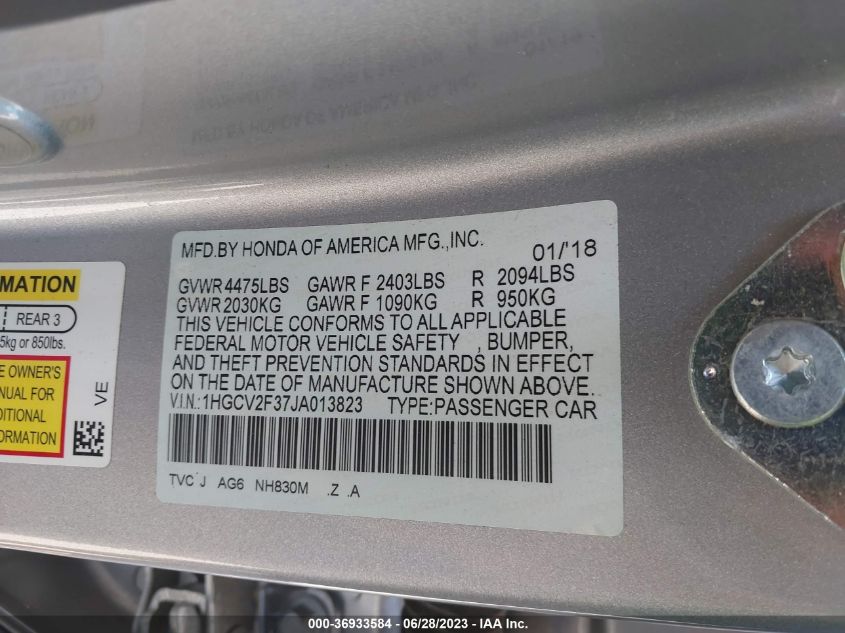 MFD.BY HONDA OF AMERICA MFG.,INC. 01/'18
GVWR 4475LBS GAWR F 2403LBS R 2094LBS
GVWR 2030KG GAWR F 1090KG R 950KG
THIS VEHICLE CONFORMS TO ALL APPLICABLE
FEDERAL MOTOR VEHICLE SAFETY , BUMPER,
AND THEFT PREVENTION STANDARDS IN EFFECT
ON THE DATE OF MANUFACTURE SHOWN ABOVE.
V.I.N.:1HGCV2F37JA013823 TYPE:PASSENGER CAR
TVC J AG6 NH830M .Z .A
MATION
REAR 3
5kg or 850lbs.
E OWNER'S
NUAL FOR
DITIONAL
ORMATION
VE
000-36933584 - 06/28/2023 - IAA Inc.